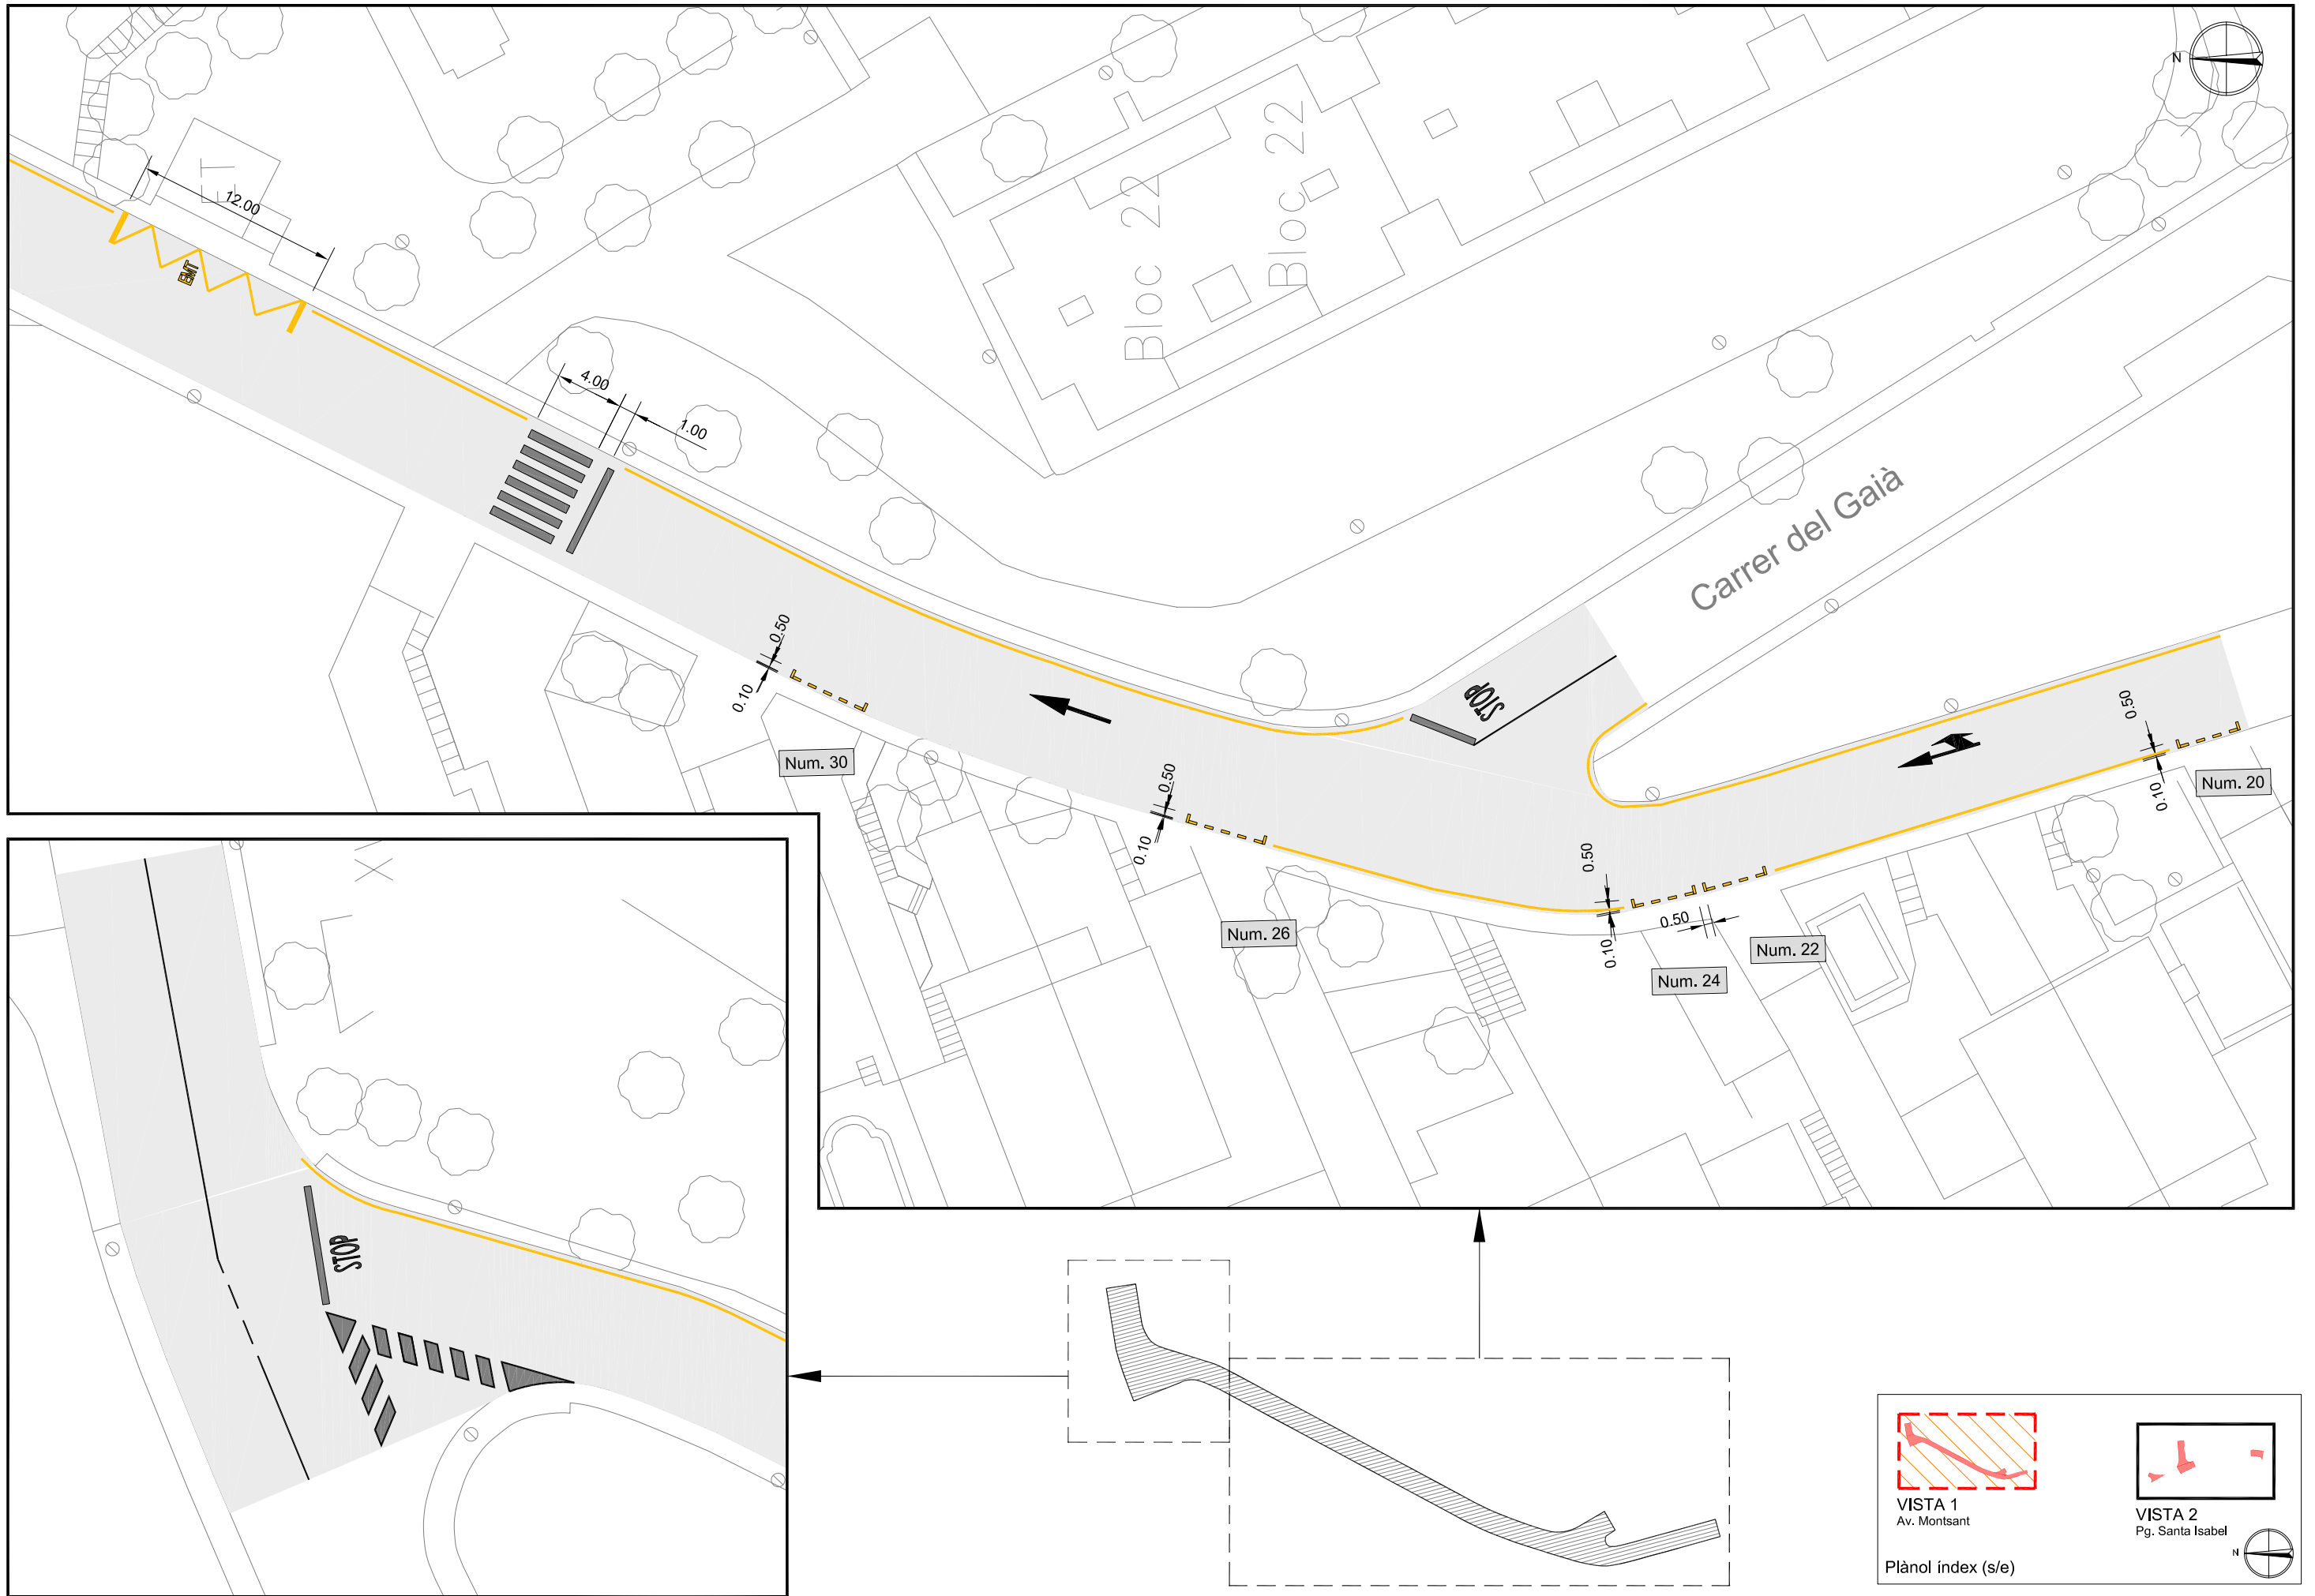 N
ET
12.00
EMT
Bloc 22
Bloc 22
4.00
1.00
Carrer del Gaià
0.50
0.10
STOP
0.50
0.10
Num. 30
Num. 20
0.50
0.10
0.50
0.10
0.50
Num. 26
Num. 22
Num. 24
STOP
VISTA 1
Av. Montsant
VISTA 2
Pg. Santa Isabel
N
Plànol índex (s/e)